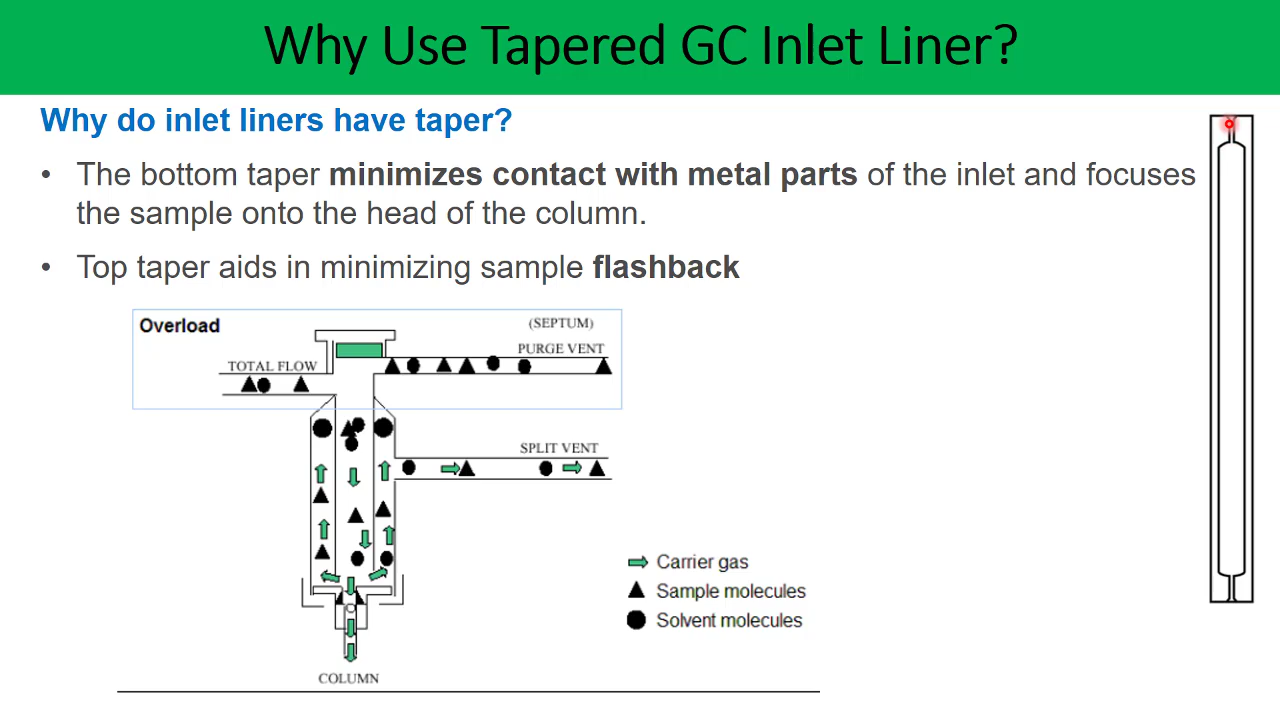 Why Use Tapered GC Inlet Liner?
Why do inlet liners have taper?
• The bottom taper minimizes contact with metal parts of the inlet and focuses
the sample onto the head of the column.
• Top taper aids in minimizing sample flashback
Overload
(SEPTUM)
PURGE VENT
TOTAL FLOW
SPLIT VENT
Carrier gas
Sample molecules
Solvent molecules
COLUMN